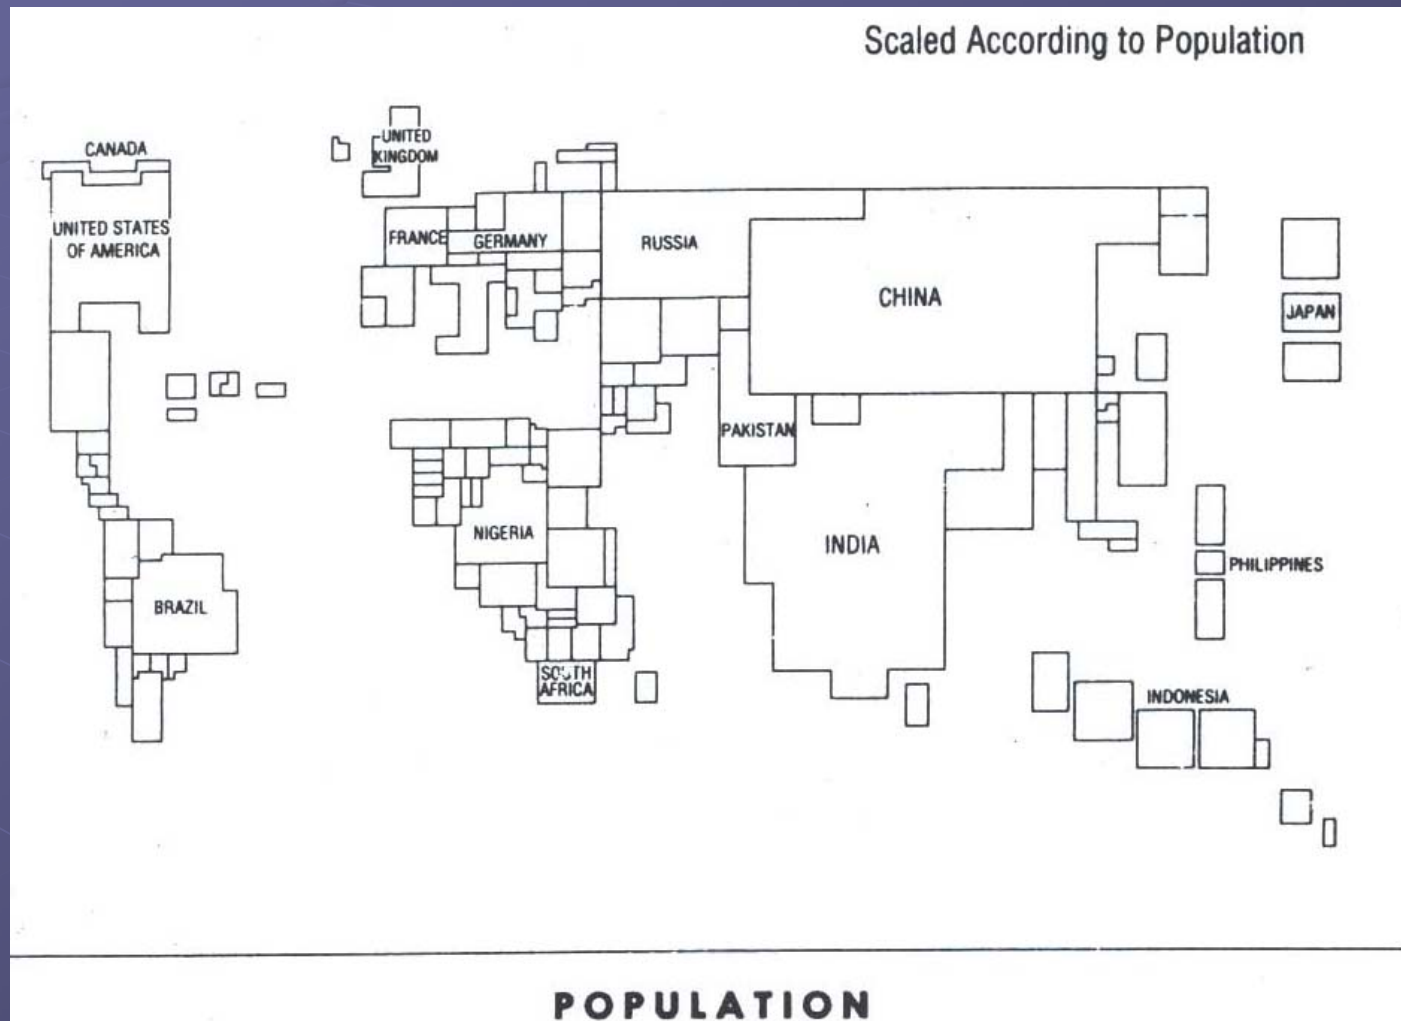 Scaled According to Population
UNITED
KINGDOM
CANADA
UNITED STATES
OF AMERICA
FRANCE
GERMANY
RUSSIA
CHINA
JAPAN
PAKISTAN
NIGERIA
INDIA
PHILIPPINES
BRAZIL
SOUTH
AFRICA
INDONESIA
POPULATION